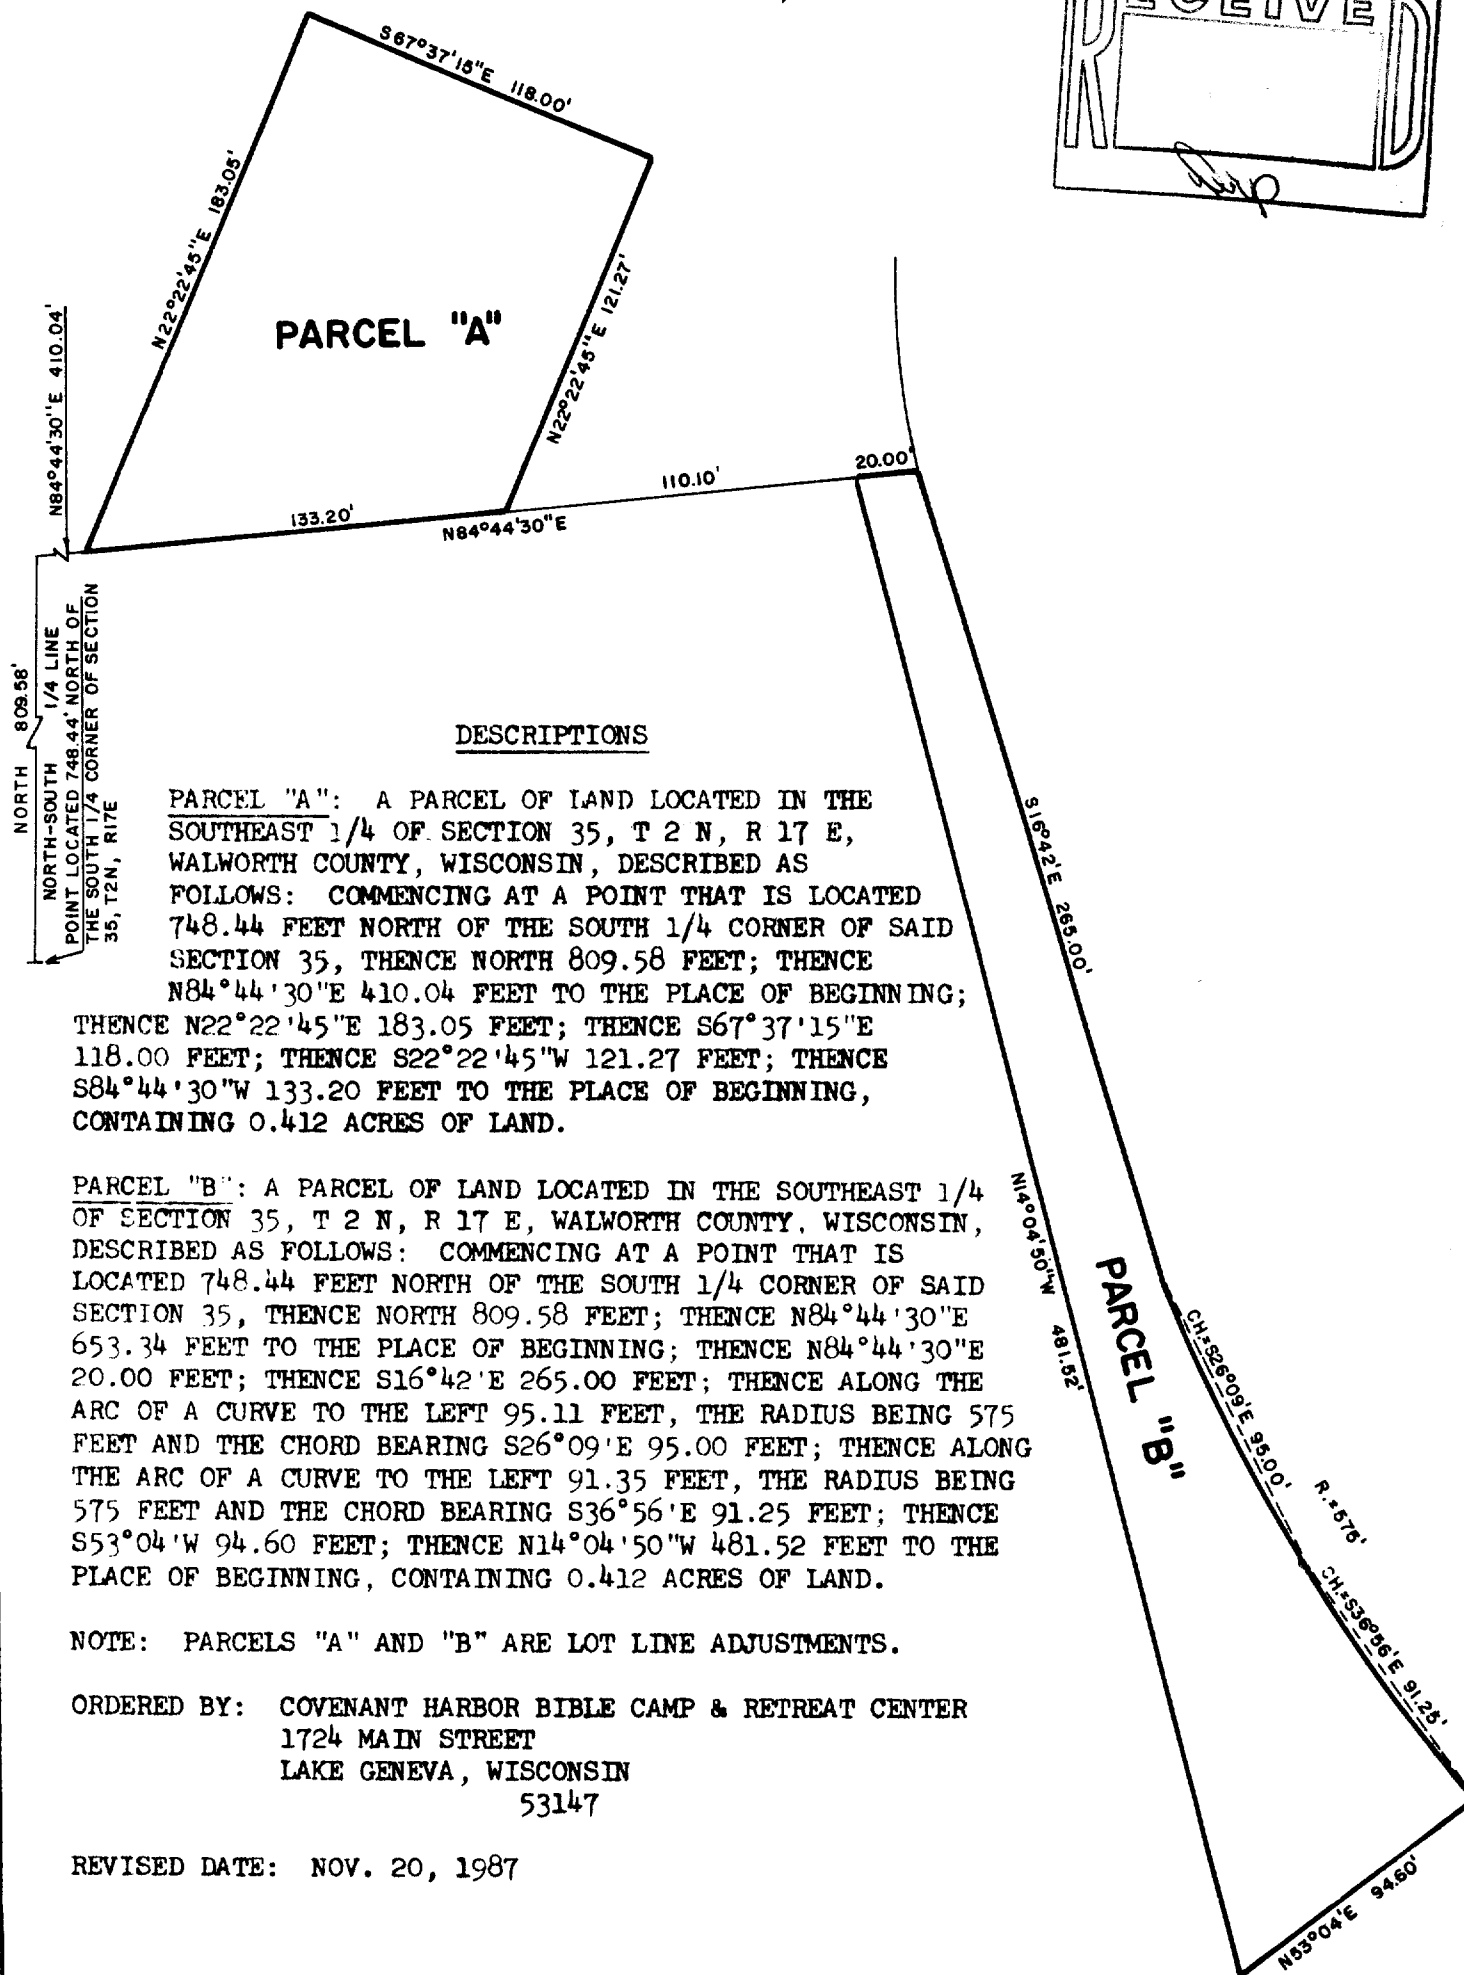 RECEIVED
S67°37'15"E 118.00'
N22°22'45"E 183.05'
PARCEL "A"
N22°22'45"E 121.27'
N84°44'30"E 410.04'
133.20'
N84°44'30"E
110.10'
20.00'
NORTH 809.58'
NORTH-SOUTH 1/4 LINE
POINT LOCATED 748.44' NORTH OF
THE SOUTH 1/4 CORNER OF SECTION
35, T2N, R17E
DESCRIPTIONS
PARCEL "A": A PARCEL OF LAND LOCATED IN THE
SOUTHEAST 1/4 OF SECTION 35, T 2 N, R 17 E,
WALWORTH COUNTY, WISCONSIN, DESCRIBED AS
FOLLOWS: COMMENCING AT A POINT THAT IS LOCATED
748.44 FEET NORTH OF THE SOUTH 1/4 CORNER OF SAID
SECTION 35, THENCE NORTH 809.58 FEET; THENCE
N84°44'30"E 410.04 FEET TO THE PLACE OF BEGINNING;
THENCE N22°22'45"E 183.05 FEET; THENCE S67°37'15"E
118.00 FEET; THENCE S22°22'45"W 121.27 FEET; THENCE
S84°44'30"W 133.20 FEET TO THE PLACE OF BEGINNING,
CONTAINING 0.412 ACRES OF LAND.
PARCEL "B": A PARCEL OF LAND LOCATED IN THE SOUTHEAST 1/4
OF SECTION 35, T 2 N, R 17 E, WALWORTH COUNTY, WISCONSIN,
DESCRIBED AS FOLLOWS: COMMENCING AT A POINT THAT IS
LOCATED 748.44 FEET NORTH OF THE SOUTH 1/4 CORNER OF SAID
SECTION 35, THENCE NORTH 809.58 FEET; THENCE N84°44'30"E
653.34 FEET TO THE PLACE OF BEGINNING; THENCE N84°44'30"E
20.00 FEET; THENCE S16°42'E 265.00 FEET; THENCE ALONG THE
ARC OF A CURVE TO THE LEFT 95.11 FEET, THE RADIUS BEING 575
FEET AND THE CHORD BEARING S26°09'E 95.00 FEET; THENCE ALONG
THE ARC OF A CURVE TO THE LEFT 91.35 FEET, THE RADIUS BEING
575 FEET AND THE CHORD BEARING S36°56'E 91.25 FEET; THENCE
S53°04'W 94.60 FEET; THENCE N14°04'50"W 481.52 FEET TO THE
PLACE OF BEGINNING, CONTAINING 0.412 ACRES OF LAND.
NOTE: PARCELS "A" AND "B" ARE LOT LINE ADJUSTMENTS.
ORDERED BY: COVENANT HARBOR BIBLE CAMP & RETREAT CENTER
1724 MAIN STREET
LAKE GENEVA, WISCONSIN
53147
REVISED DATE: NOV. 20, 1987
S16°42'E 265.00'
N14°04'50"W 481.52'
PARCEL "B"
CH.=S26°09'E 95.00'
R.=575'
CH.=S36°56'E 91.25'
N53°04'E 94.60'